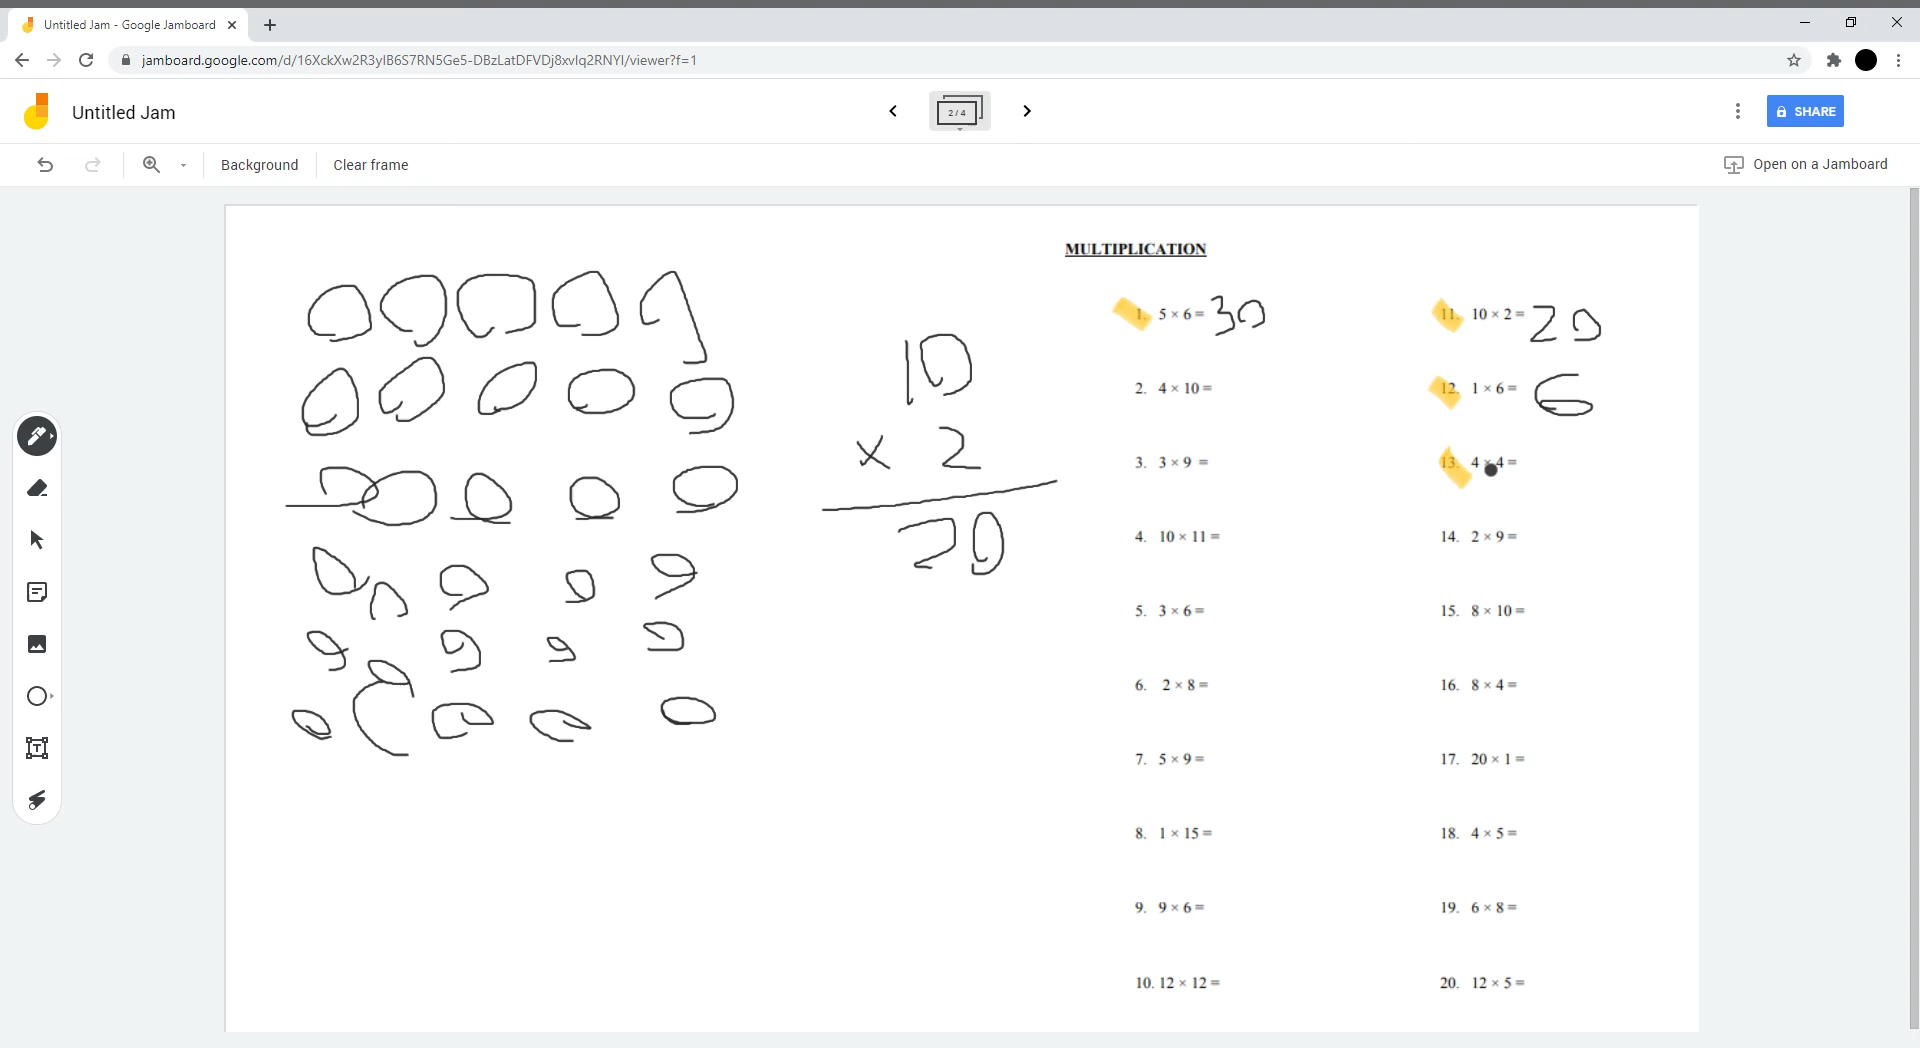 Untitled Jam - Google Jamboard
jamboard.google.com/d/16XckXw2R3yIB6S7RN5Ge5-DBzLatDFVDj8xvIq2RNYI/viewer?f=1
Untitled Jam
2 / 4
SHARE
Background
Clear frame
Open on a Jamboard
10
x 2
20
MULTIPLICATION
1. 5 × 6 = 30
2. 4 × 10 =
3. 3 × 9 =
4. 10 × 11 =
5. 3 × 6 =
6. 2 × 8 =
7. 5 × 9 =
8. 1 × 15 =
9. 9 × 6 =
10. 12 × 12 =
11. 10 × 2 = 20
12. 1 × 6 = 6
13. 4 × 4 =
14. 2 × 9 =
15. 8 × 10 =
16. 8 × 4 =
17. 20 × 1 =
18. 4 × 5 =
19. 6 × 8 =
20. 12 × 5 =